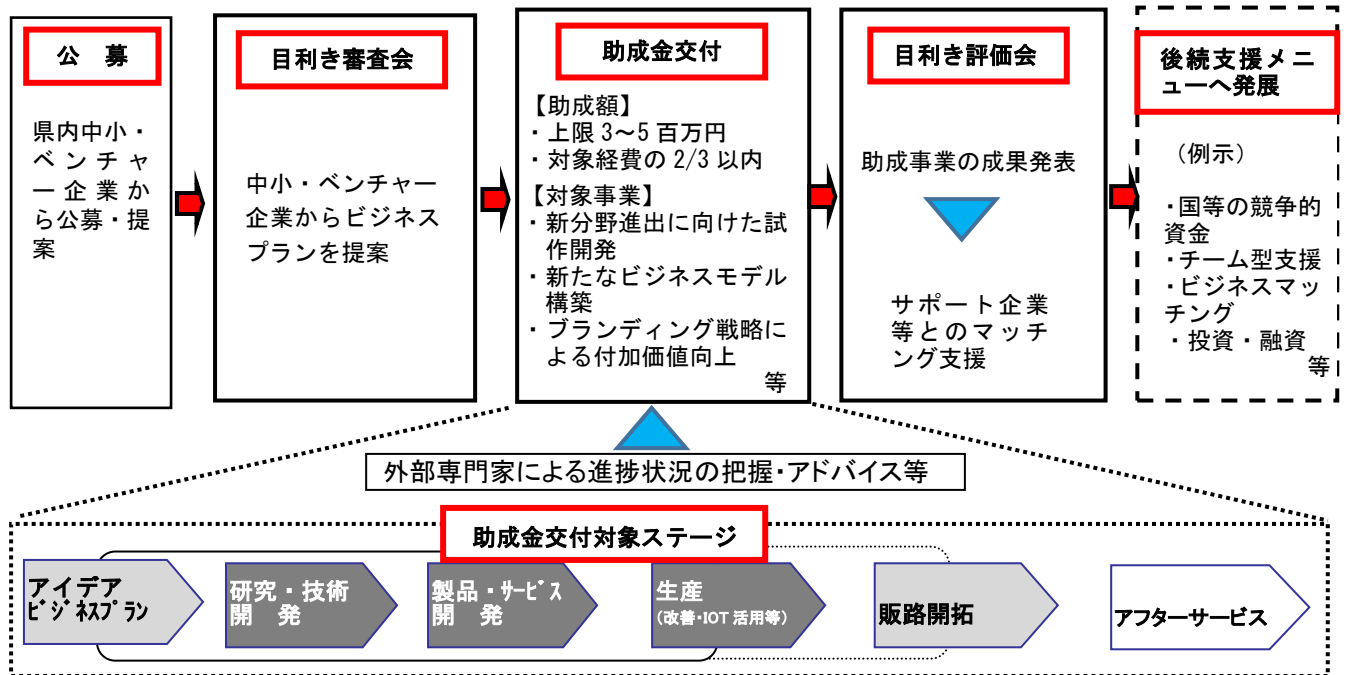 公 募
県内中小・
ベンチャ
ー企業か
ら公募・提
案
目利き審査会
中小・ベンチャー
企業からビジネス
プランを提案
助成金交付
【助成額】
・上限 3～5 百万円
・対象経費の 2/3 以内
【対象事業】
・新分野進出に向けた試
作開発
・新たなビジネスモデル
構築
・ブランディング戦略に
よる付加価値向上
等
目利き評価会
助成事業の成果発表
サポート企業
等とのマッチ
ング支援
後続支援メニ
ューへ発展
（例示）
・国等の競争的
資金
・チーム型支援
・ビジネスマッ
チング
・投資・融資
等
外部専門家による進捗状況の把握・アドバイス等
助成金交付対象ステージ
アイデア
ﾋﾞｼﾞﾈｽﾌﾟﾗﾝ
研究・技術
開 発
製品・ｻｰﾋﾞｽ
開 発
生産
(改善・IOT 活用等)
販路開拓
アフターサービス